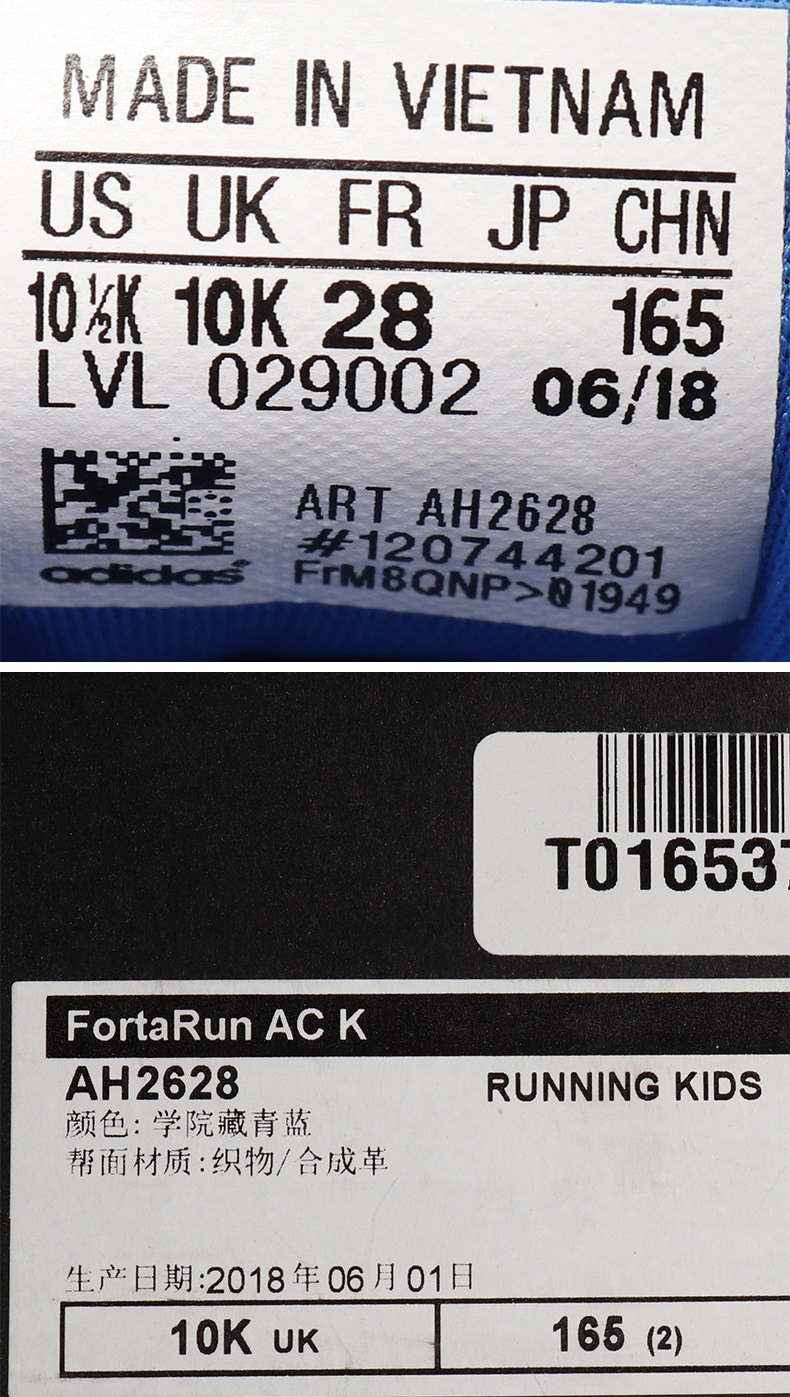 MADE IN VIETNAM
US UK FR JP CHN
10½K 10K 28 165
LVL 029002 06/18
ART AH2628
#120744201
adidas
FrM8QNP>01949
T016537
FortaRun AC K
AH2628 RUNNING KIDS
颜色: 学院藏青蓝
帮面材质:织物/合成革
生产日期:2018年06月01日
10K UK 165 (2)